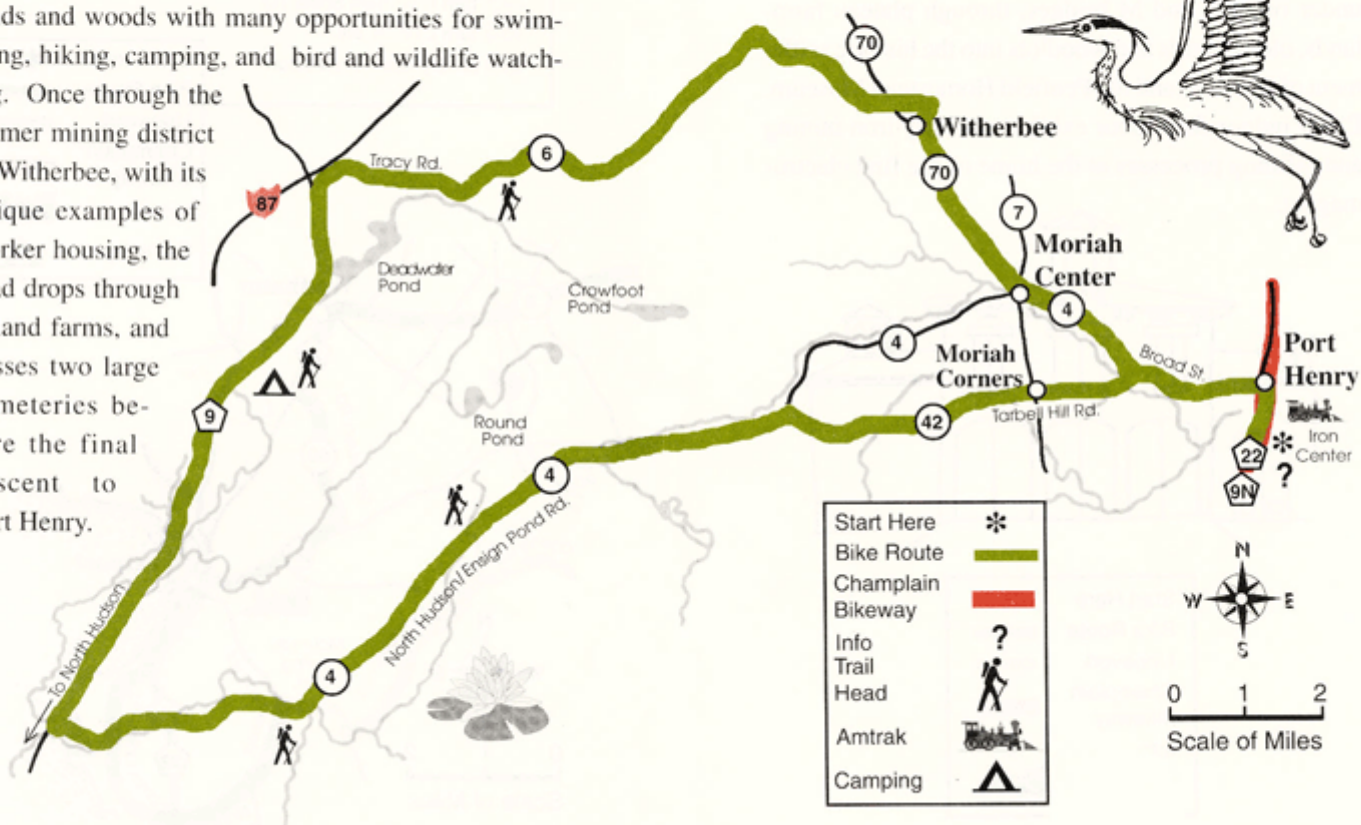 ds and woods with many opportunities for swim-
ng, hiking, camping, and bird and wildlife watch-
g. Once through the
mer mining district
Witherbee, with its
ique examples of
rker housing, the
d drops through
and farms, and
sses two large
meteries be-
re the final
scent to
rt Henry.
70
Witherbee
70
6
Tracy Rd.
87
7
Moriah
Center
Deadwater
Pond
Crowfoot
Pond
4
4
Moriah
Corners
Broad St.
Port
Henry
Tarbell Hill Rd.
42
9
Round
Pond
22
Iron
Center
*
?
9N
4
North Hudson/Ensign Pond Rd.
4
To North Hudson
Start Here *
Bike Route
Champlain
Bikeway
Info ?
Trail
Head
Amtrak
Camping
N
W E
S
0 1 2
Scale of Miles